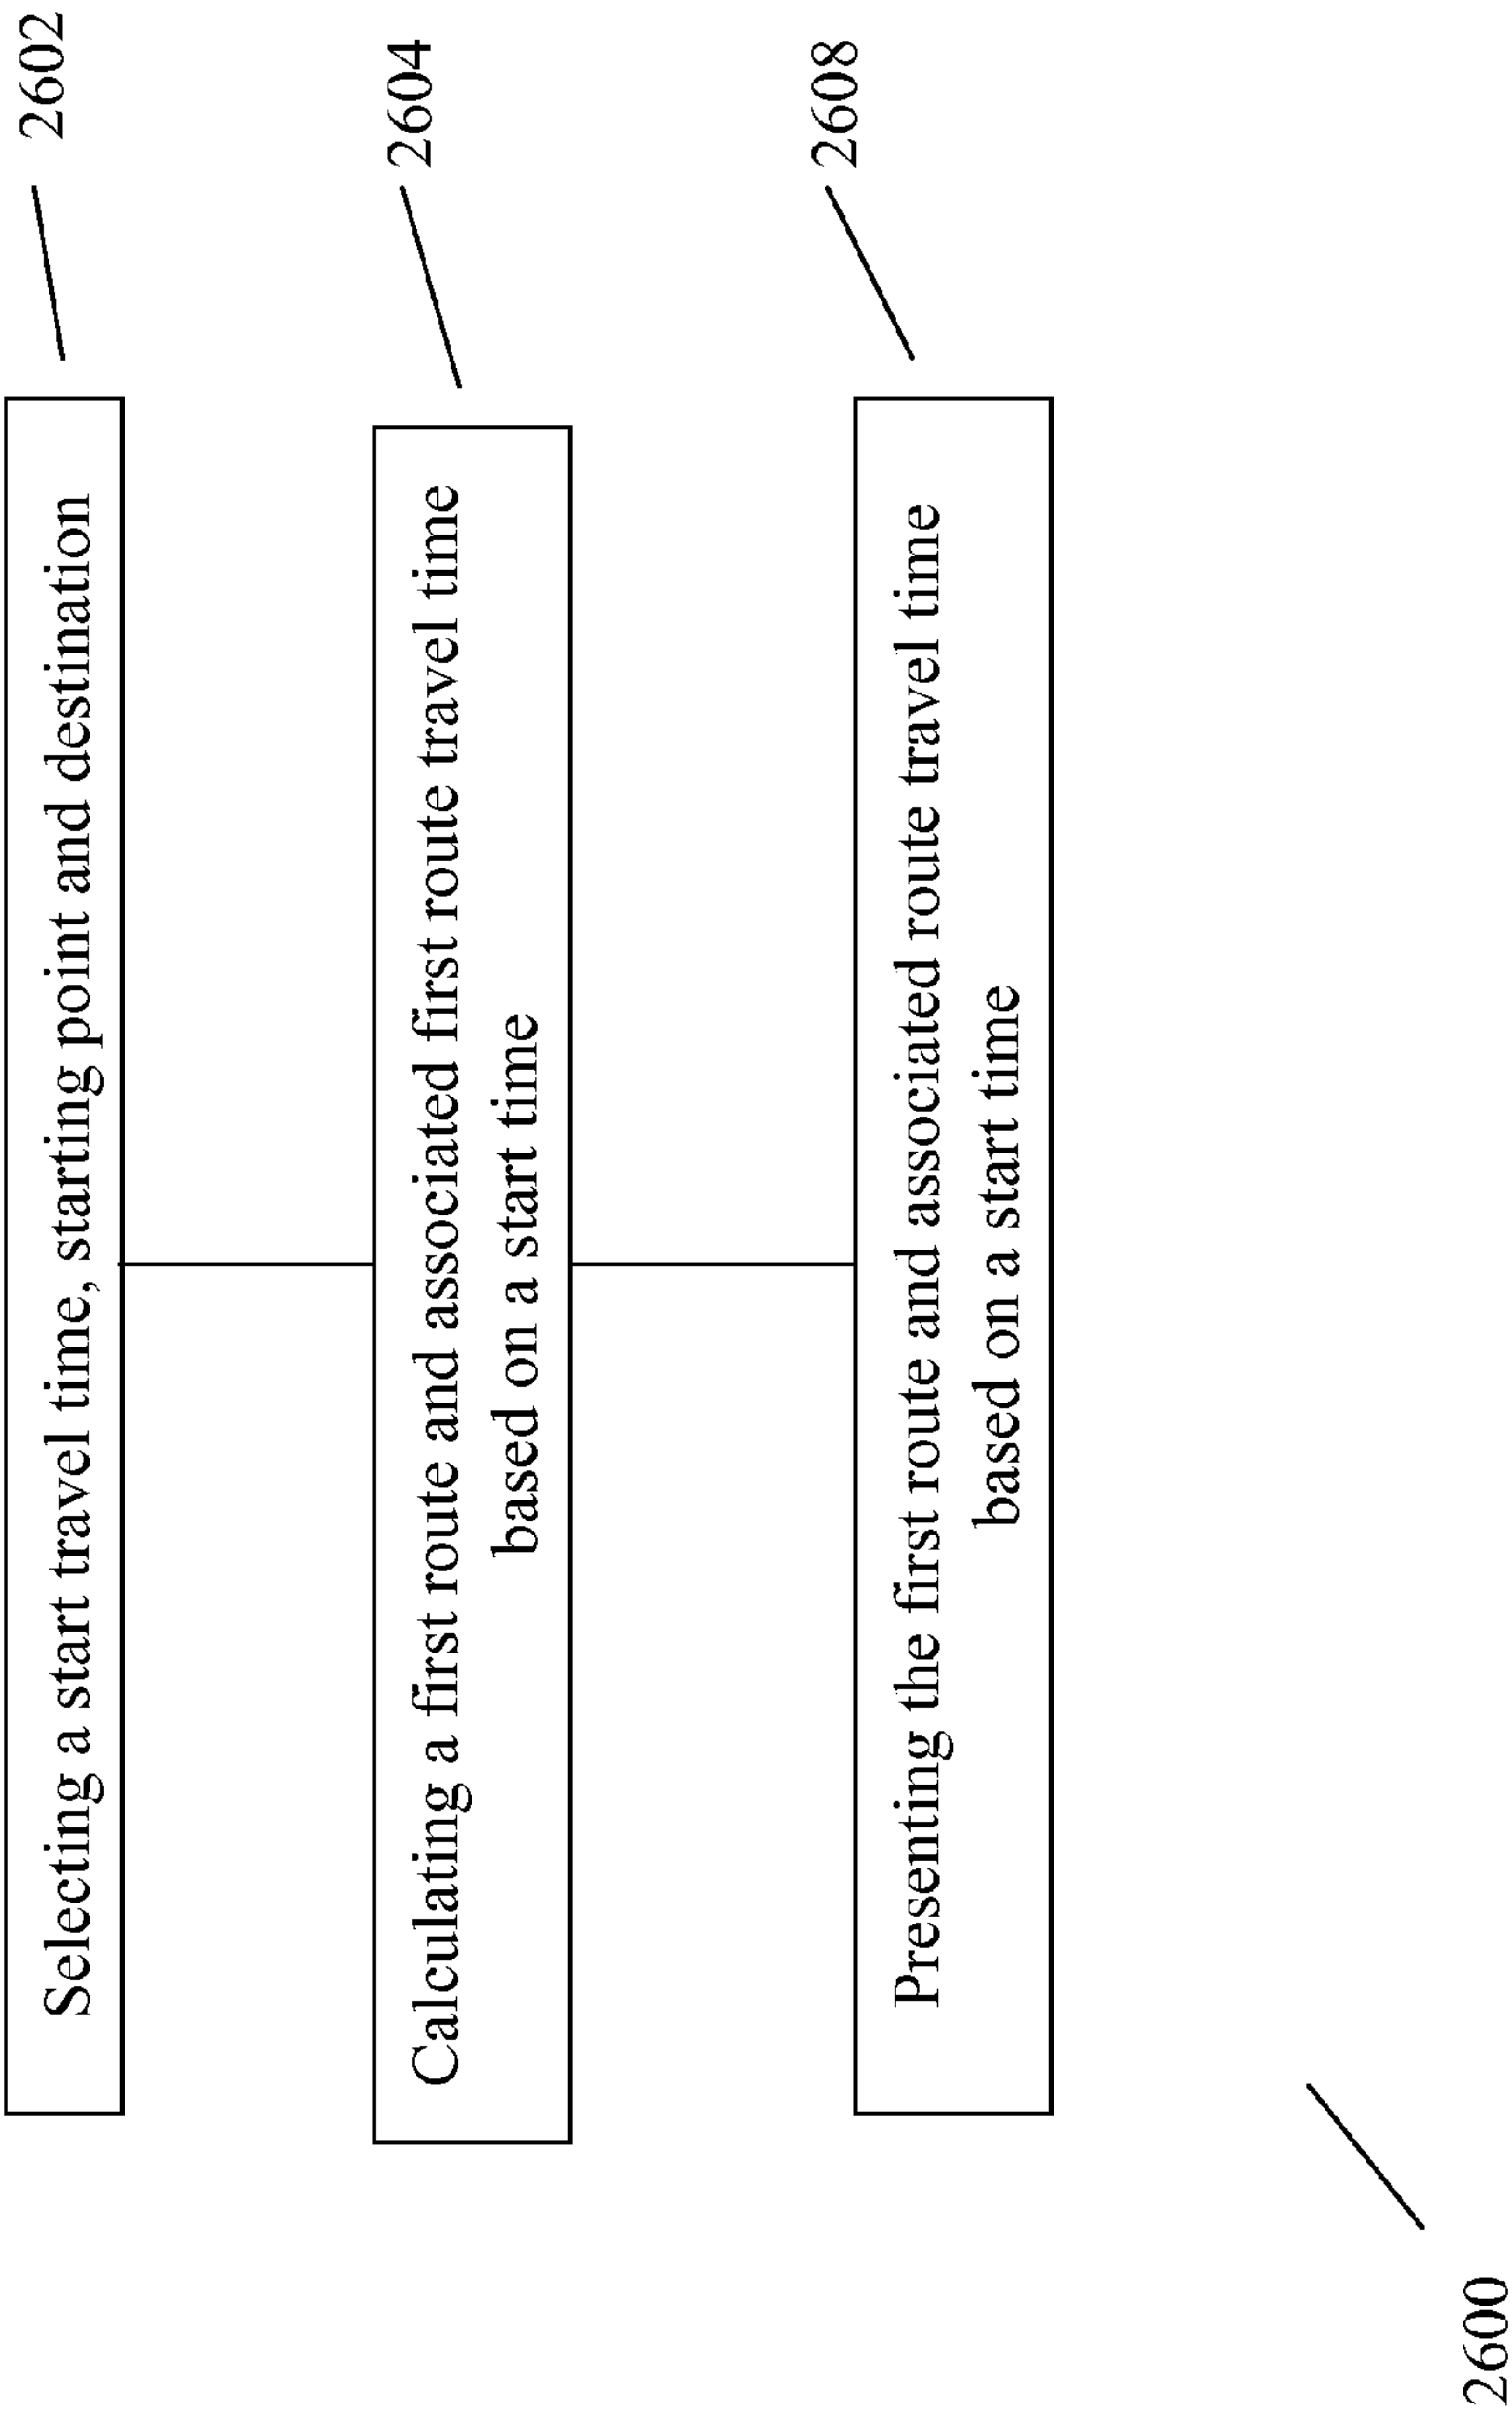 Selecting a start travel time, starting point and destination
2602
Calculating a first route and associated first route travel time
based on a start time
2604
Presenting the first route and associated route travel time
based on a start time
2608
2600